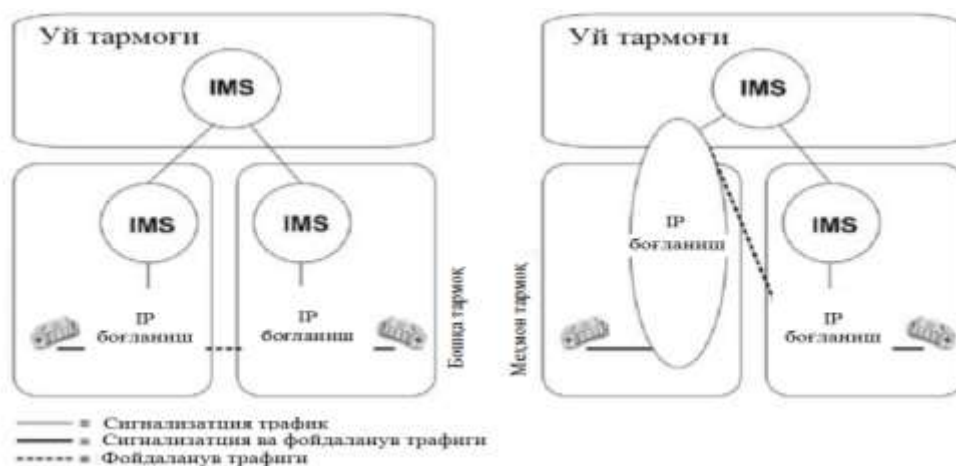 Уй тармоғи
IMS
IMS
IMS
IP
боғланиш
IP
боғланиш
Бошқа тармоқ
Уй тармоғи
IMS
IP
боғланиш
IMS
IP
боғланиш
Меҳмон тармоқ
= Сигнализатция трафик
= Сигнализатция ва фойдаланув трафиги
= Фойдаланув трафиги